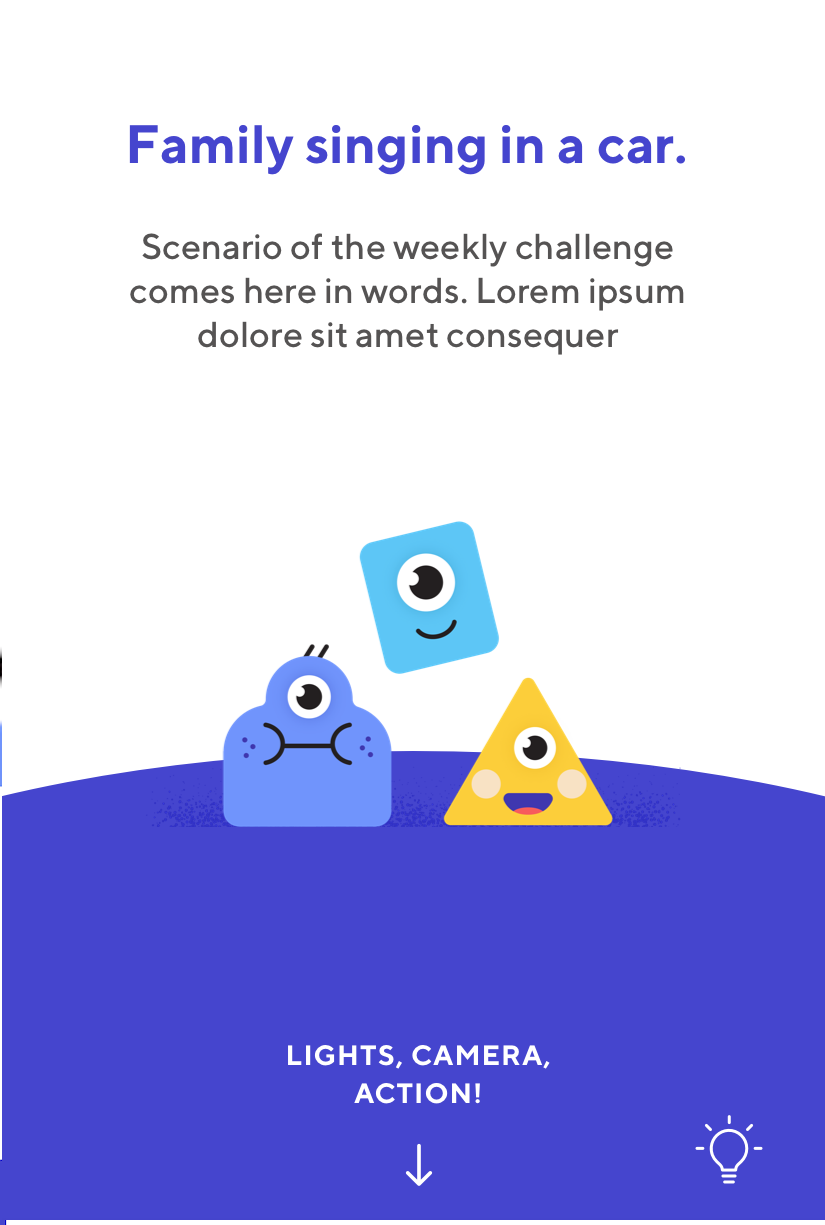 Family singing in a car.
Scenario of the weekly challenge
comes here in words. Lorem ipsum
dolore sit amet consequer
LIGHTS, CAMERA,
ACTION!